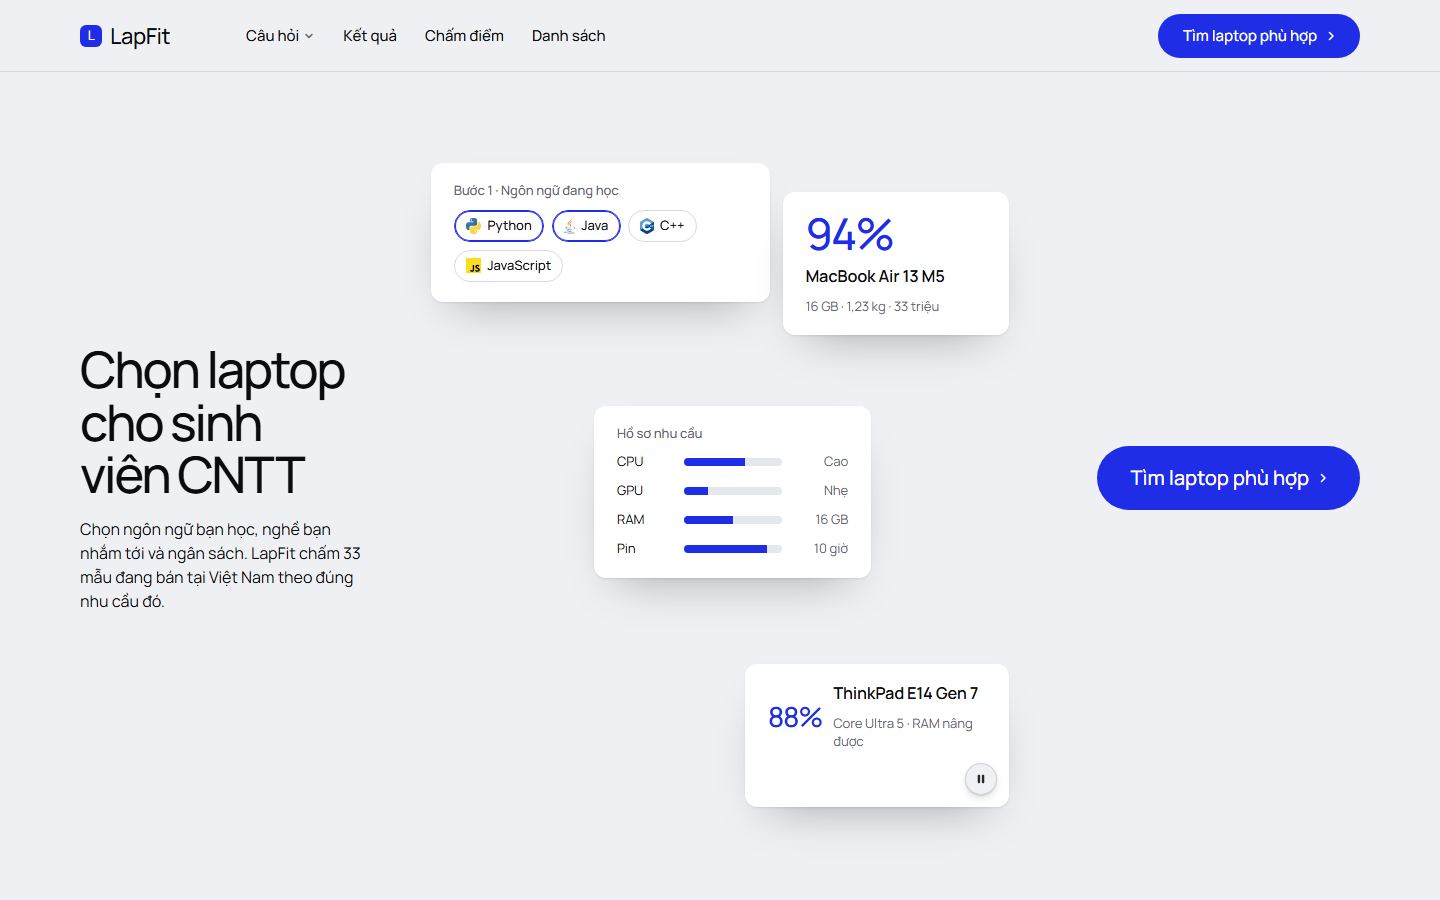 L LapFit
Câu hỏi
Kết quả
Chấm điểm
Danh sách
Tìm laptop phù hợp
Bước 1 · Ngôn ngữ đang học
Python
Java
C++
JS JavaScript
94%
MacBook Air 13 M5
16 GB · 1,23 kg · 33 triệu
Chọn laptop
cho sinh
viên CNTT
Chọn ngôn ngữ bạn học, nghề bạn
nhắm tới và ngân sách. LapFit chấm 33
mẫu đang bán tại Việt Nam theo đúng
nhu cầu đó.
Hồ sơ nhu cầu
CPU Cao
GPU Nhẹ
RAM 16 GB
Pin 10 giờ
Tìm laptop phù hợp
88%
ThinkPad E14 Gen 7
Core Ultra 5 · RAM nâng
được